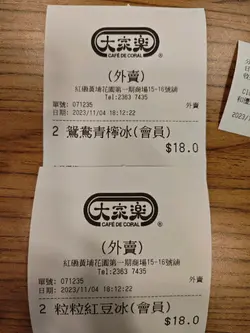 大家樂
CAFÉ DE CORAL
(外賣)
紅磡黃埔花園第一期商場15-16號舖
Tel:2363 7435
單號: 071235 外賣
日期: 2023/11/04 18:12:22
2 鴛鴦青檸冰(會員)
$18.0
大家樂
CAFÉ DE CORAL
(外賣)
紅磡黃埔花園第一期商場15-16號舖
Tel:2363 7435
單號: 071235 外賣
日期: 2023/11/04 18:12:22
2 粒粒紅豆冰(會員)
$18.0